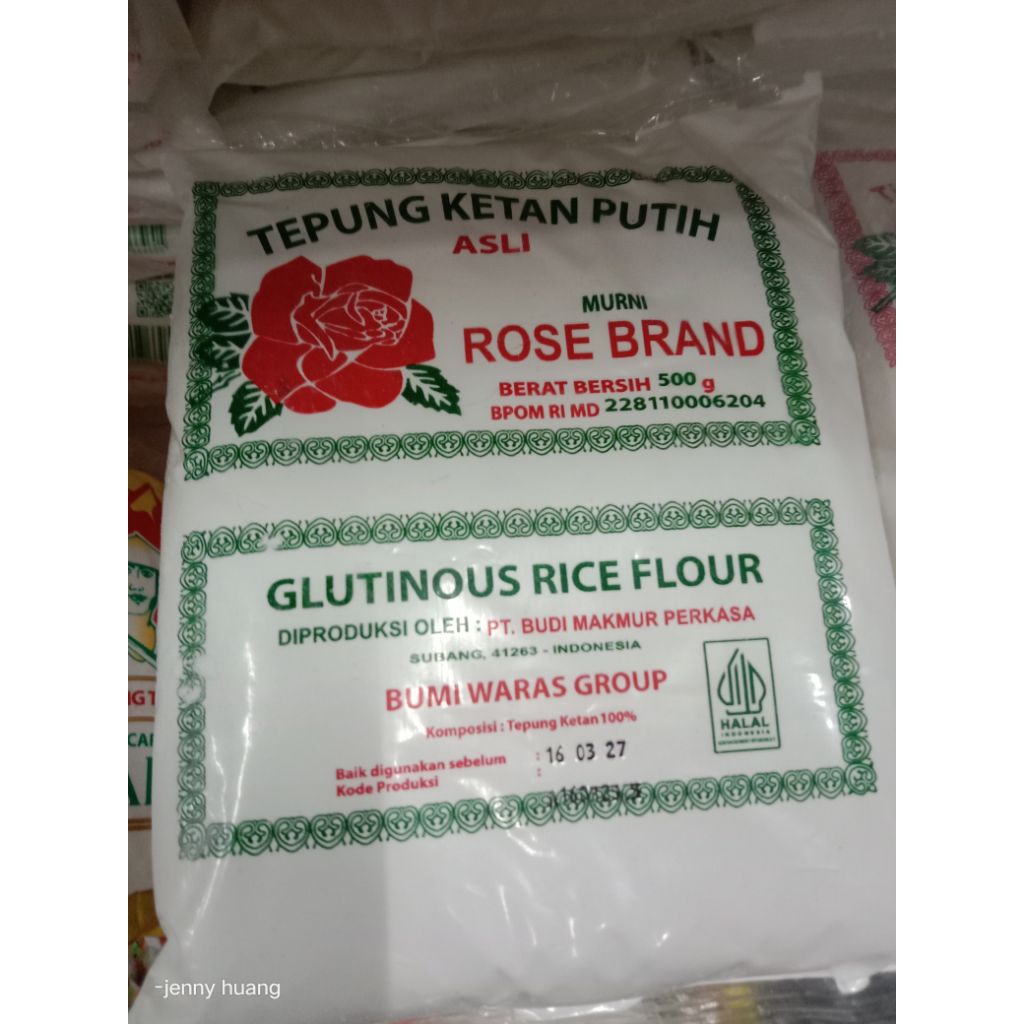 TEPUNG KETAN PUTIH
ASLI
MURNI
ROSE BRAND
BERAT BERSIH 500 g
BPOM RI MD 228110006204
GLUTINOUS RICE FLOUR
DIPRODUKSI OLEH : PT. BUDI MAKMUR PERKASA
SUBANG, 41263 - INDONESIA
BUMI WARAS GROUP
HALAL
INDONESIA
Komposisi : Tepung Ketan 100%
Baik digunakan sebelum : 16 03 27
Kode Produksi :
-jenny huang